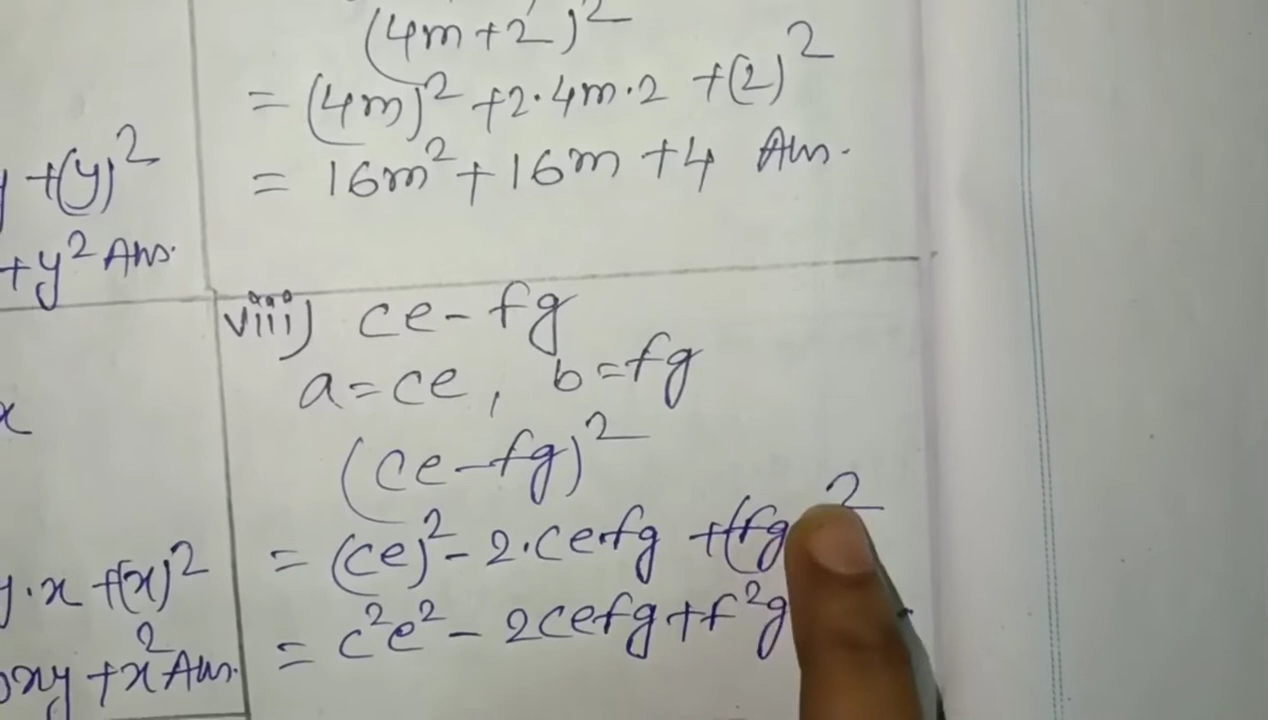 (4m+2)²
= (4m)² +2·4m·2 +(2)²
= 16m² + 16m + 4 Ans.
+(y)²
+y² Ans.
viii) ce - fg
a = ce, b = fg
x
(ce - fg)²
= (ce)² - 2·ce·fg + (fg ²
y·x + (x)²
= c²e² - 2cefg + f²g
xy + x² Ans.